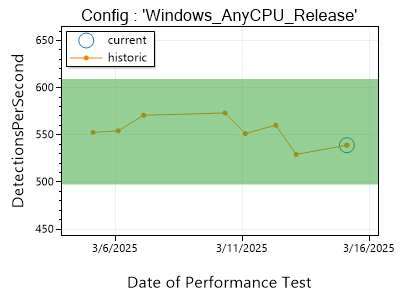 Config : 'Windows_AnyCPU_Release'
current
historic
DetectionsPerSecond
650
600
550
500
450
3/6/2025
3/11/2025
3/16/2025
Date of Performance Test